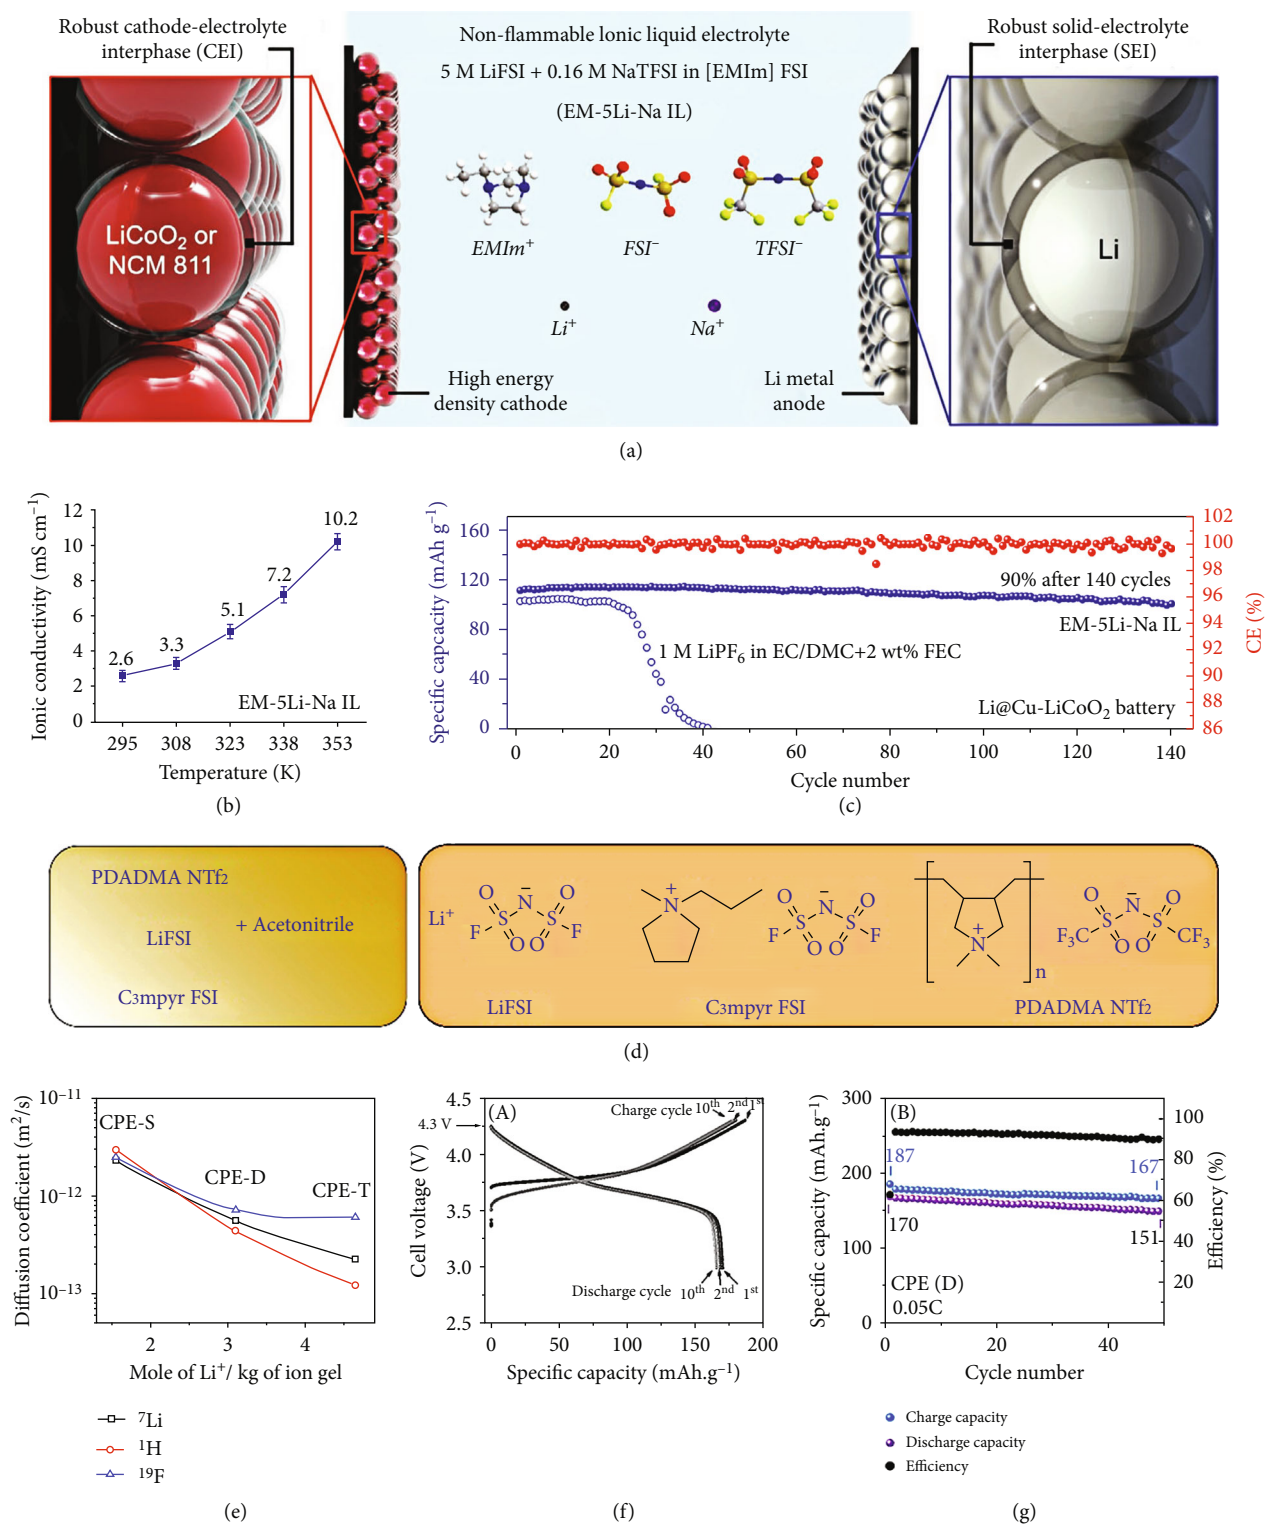 Robust cathode-electrolyte
interphase (CEI)
Non-flammable Ionic liquid electrolyte
5 M LiFSI + 0.16 M NaTFSI in [EMIm] FSI
(EM-5Li-Na IL)
Robust solid-electrolyte
interphase (SEI)
LiCoO2 or
NCM 811
EMIm+
FSI−
TFSI−
Li+
Na+
Li
High energy
density cathode
Li metal
anode
(a)
Ionic conductivity (mS cm−1)
12
10
8
6
4
2
0
2.6
3.3
5.1
7.2
10.2
EM-5Li-Na IL
295 308 323 338 353
Temperature (K)
(b)
Specific capcacity (mAh g−1)
160
120
80
40
0
90% after 140 cycles
EM-5Li-Na IL
1 M LiPF6 in EC/DMC+2 wt% FEC
Li@Cu-LiCoO2 battery
102
100
98
96
94
92
90
88
86
CE (%)
0 20 40 60 80 100 120 140
Cycle number
(c)
PDADMA NTf2
LiFSI
+ Acetonitrile
C3mpyr FSI
Li+
F S O O N − S O O F
LiFSI
N +
F S O O N − S O O F
C3mpyr FSI
N + n
F3C S O O N − S O O CF3
PDADMA NTf2
(d)
Diffusion coefficient (m2/s)
10−11
10−12
10−13
CPE-S
CPE-D
CPE-T
2 4
Mole of Li+/ kg of ion gel
7Li
1H
19F
(e)
Cell voltage (V)
4.5
4.0
3.5
3.0
2.5
4.3 V
(A)
Charge cycle 10th 2nd 1st
Discharge cycle 10th 2nd 1st
0 50 100 150 200
Specific capacity (mAh.g−1)
(f)
Specific capacity (mAh.g−1)
300
250
200
150
100
0
(B)
187
167
170
151
CPE (D)
0.05C
100
80
60
40
20
Efficiency (%)
0 20 40
Cycle number
Charge capacity
Discharge capacity
Efficiency
(g)